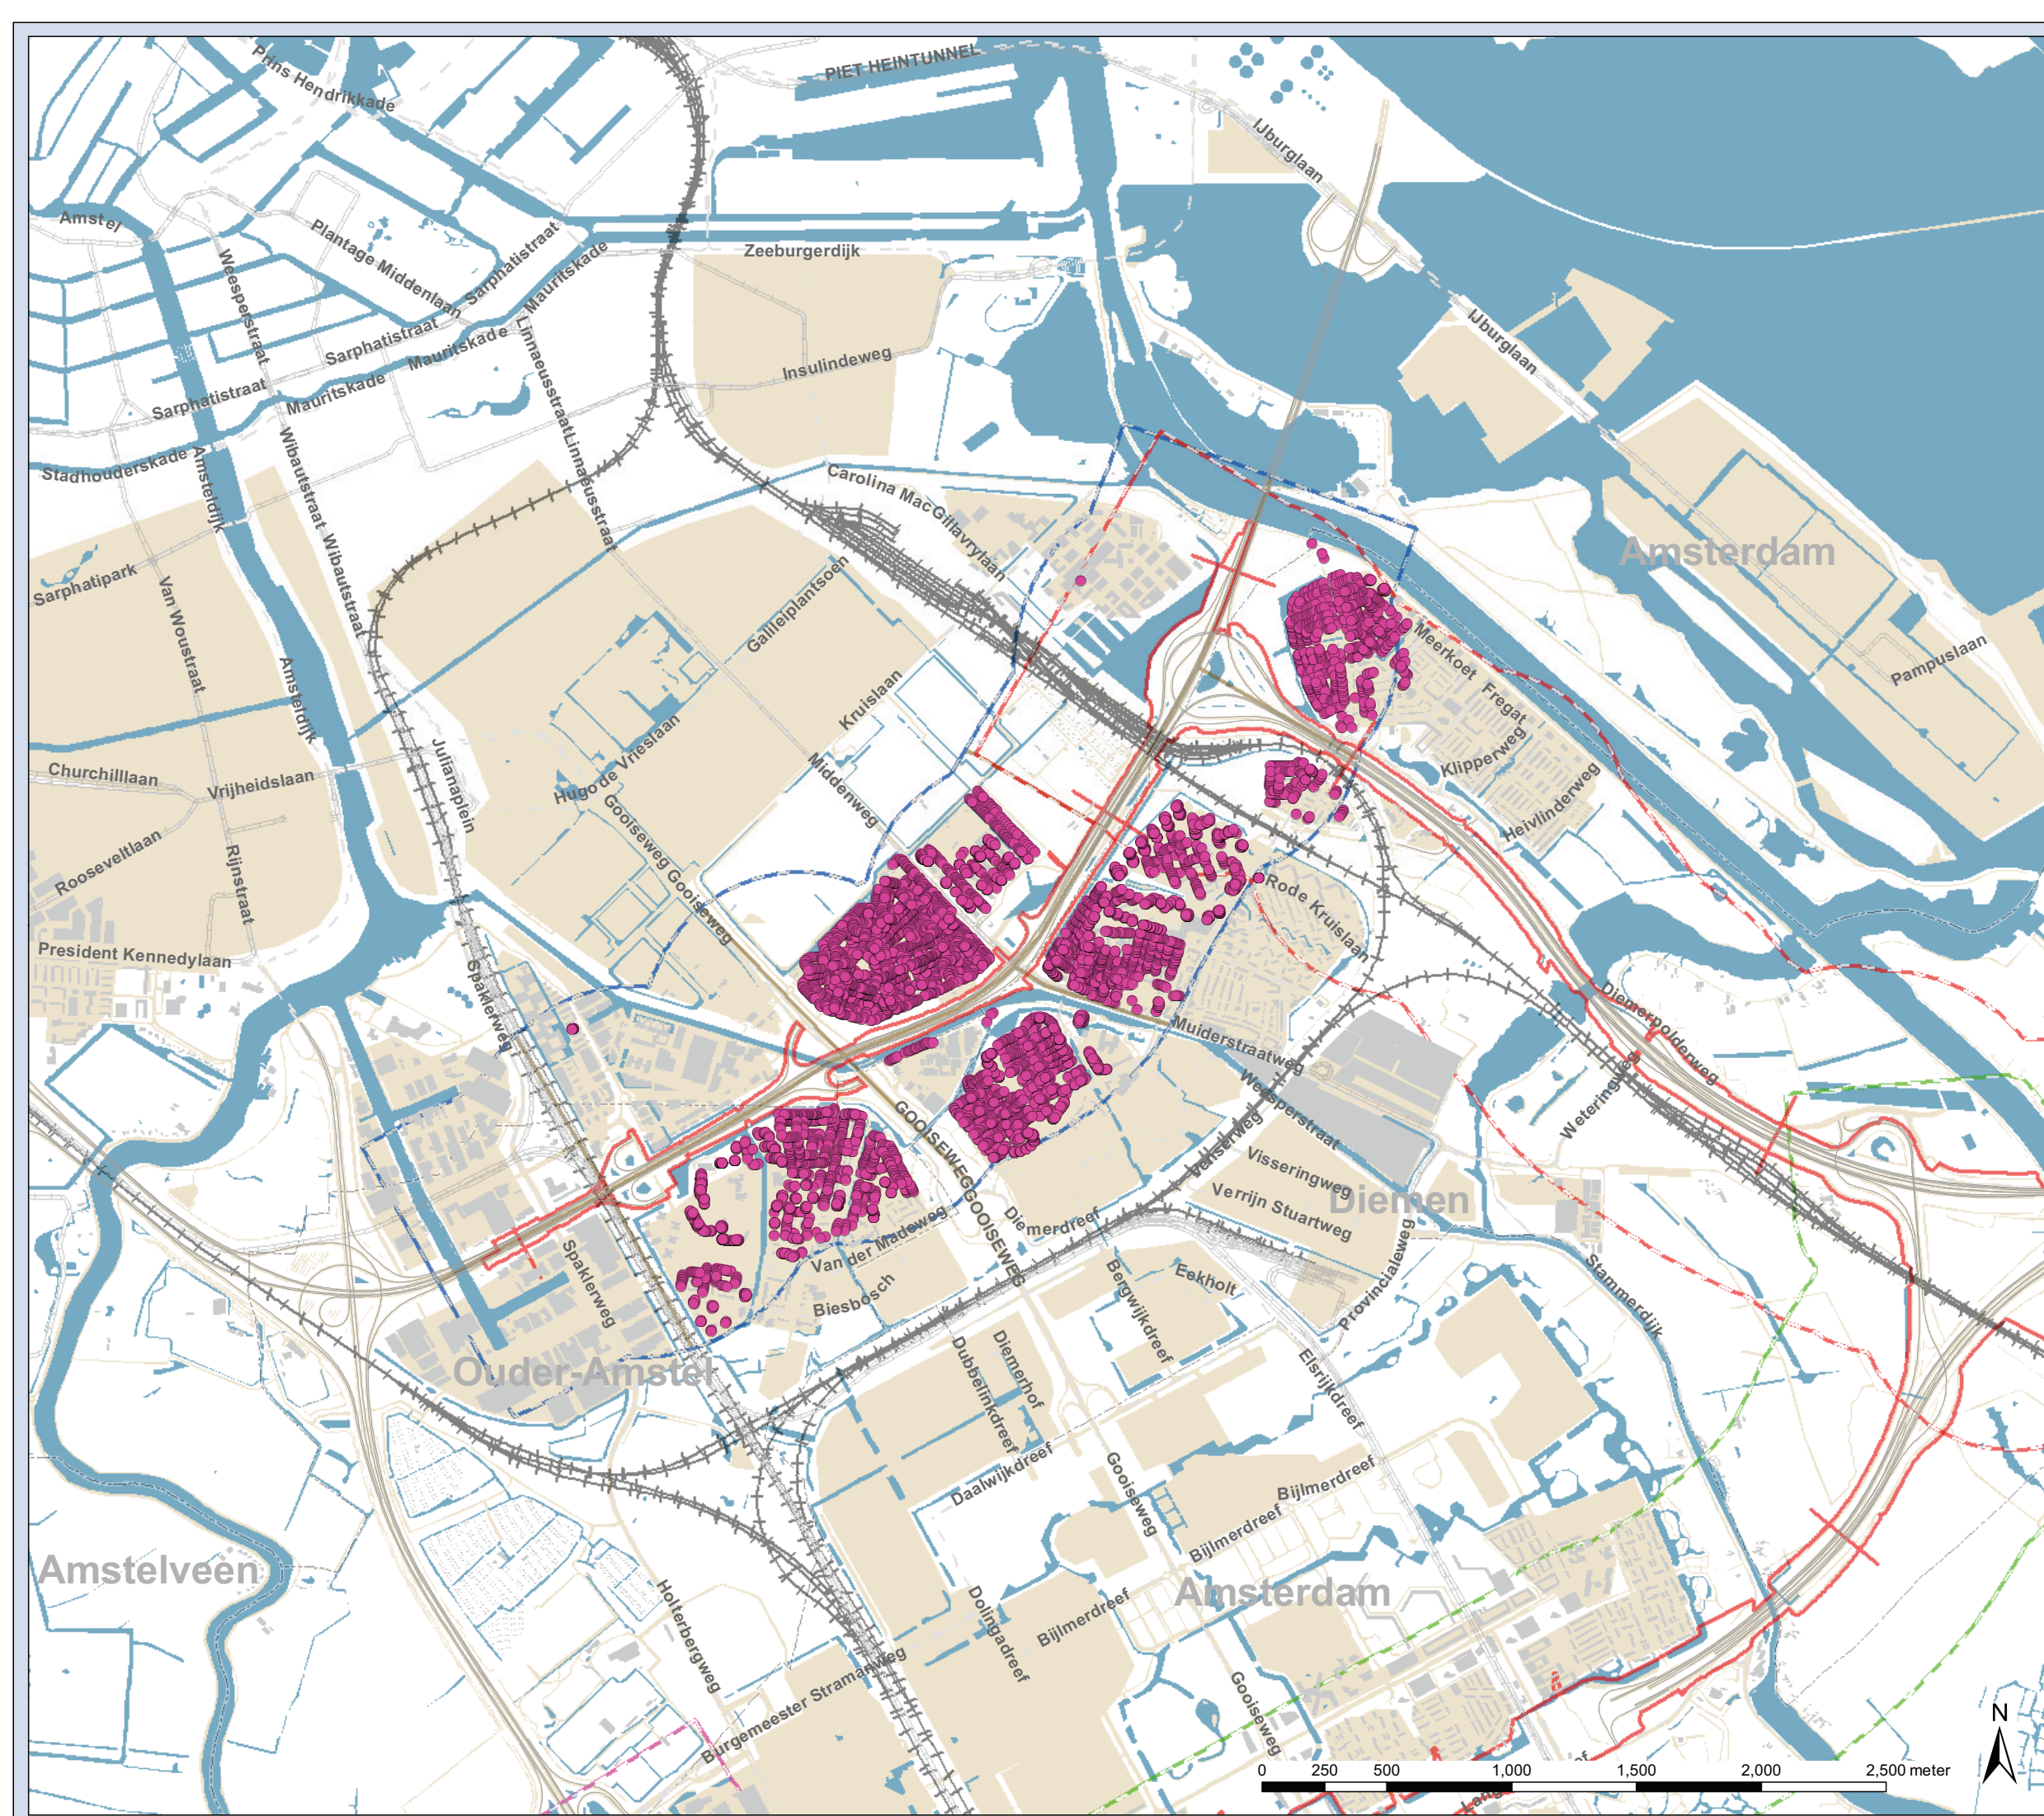 Prins Hendrikkade
PIET HEINTUNNEL
IJburglaan
Amstel
Plantage Middenlaan
Sarphatistraat
Mauritskade
Zeeburgerdijk
Weesperstraat
IJburglaan
Sarphatistraat
Mauritskade
Linnaeusstraat
Insulindeweg
Sarphatistraat
Mauritskade
Stadhouderskade
Amsteldijk
Wibautstraat
Linnaeusstraat
Carolina MacGillavrylaan
Wibautstraat
Amsterdam
Sarphatipark
Van Woustraat
Galileiplantsoen
Meerkoet
Fregat
Pampuslaan
Amsteldijk
Kruislaan
Klipperweg
Julianaplein
Hugo de Vrieslaan
Middenweg
Churchilllaan
Vrijheidslaan
Heivlinderweg
Gooiseweg
Gooiseweg
Rooseveltlaan
Rijnstraat
Rode Kruislaan
President Kennedylaan
Spaklerweg
Diemerpolderweg
Muiderstraatweg
Weesperstraat
Weteringweg
GOOISEWEG
GOOISEWEG
Venserweg
Visseringweg
Verrijn Stuartweg
Diemen
Diemerdreef
Van der Madeweg
Spaklerweg
Biesbosch
Bergwijkdreef
Eekholt
Provincialeweg
Stammerdijk
Ouder-Amstel
Diemerhof
Dubbelinkdreef
Elsrijkdreef
Daalwijkdreef
Gooiseweg
Bijlmerdreef
Bijlmerdreef
Amstelveen
Holterbergweg
Dolingadreef
Bijlmerdreef
Amsterdam
Burgemeester Stramanweg
Gooiseweg
N
0 250 500 1,000 1,500 2,000 2,500 meter